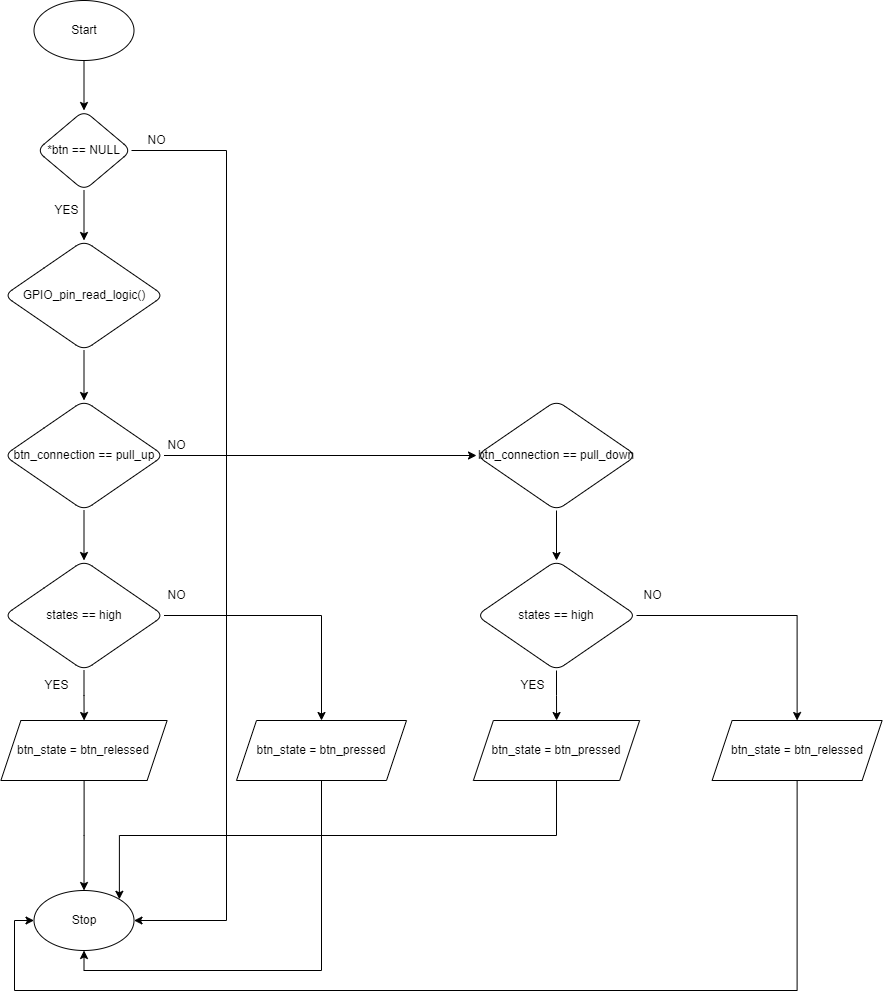 Start
*btn == NULL
NO
YES
GPIO_pin_read_logic()
btn_connection == pull_up
NO
btn_connection == pull_down
states == high
NO
states == high
NO
YES
YES
btn_state = btn_relessed
btn_state = btn_pressed
btn_state = btn_pressed
btn_state = btn_relessed
Stop